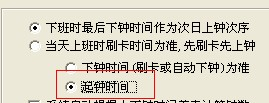 下班时最后下钟时间作为次日上钟次序
当天上班时刷卡时间为准,先刷卡先上钟
下钟时间(刷卡或自动下钟)为准
起钟时间